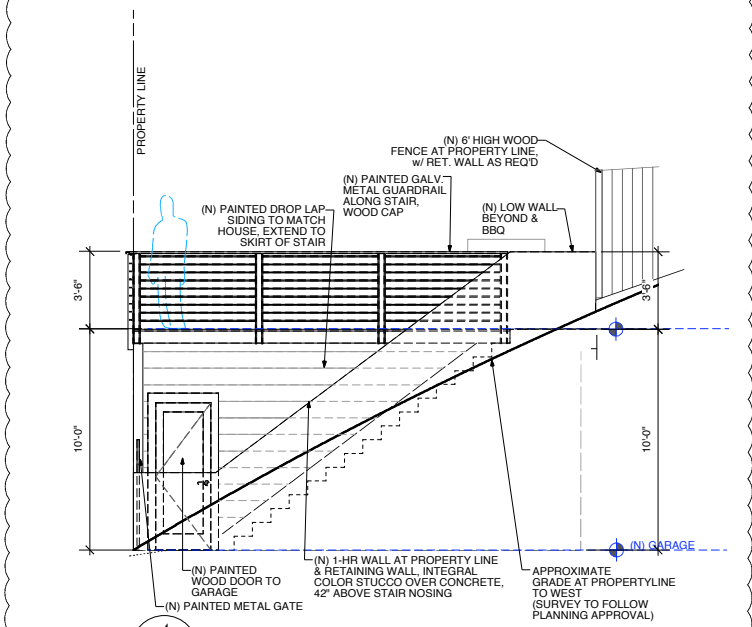 PROPERTY LINE
(N) 6' HIGH WOOD
FENCE AT PROPERTY LINE,
w/ RET. WALL AS REQ'D
(N) PAINTED GALV.
METAL GUARDRAIL
ALONG STAIR,
WOOD CAP
(N) PAINTED DROP LAP
SIDING TO MATCH
HOUSE, EXTEND TO
SKIRT OF STAIR
(N) LOW WALL
BEYOND &
BBQ
3'-6"
3'-6"
10'-0"
10'-0"
(N) GARAGE
(N) PAINTED
WOOD DOOR TO
GARAGE
(N) PAINTED METAL GATE
(N) 1-HR WALL AT PROPERTY LINE
& RETAINING WALL, INTEGRAL
COLOR STUCCO OVER CONCRETE,
42" ABOVE STAIR NOSING
APPROXIMATE
GRADE AT PROPERTYLINE
TO WEST
(SURVEY TO FOLLOW
PLANNING APPROVAL)